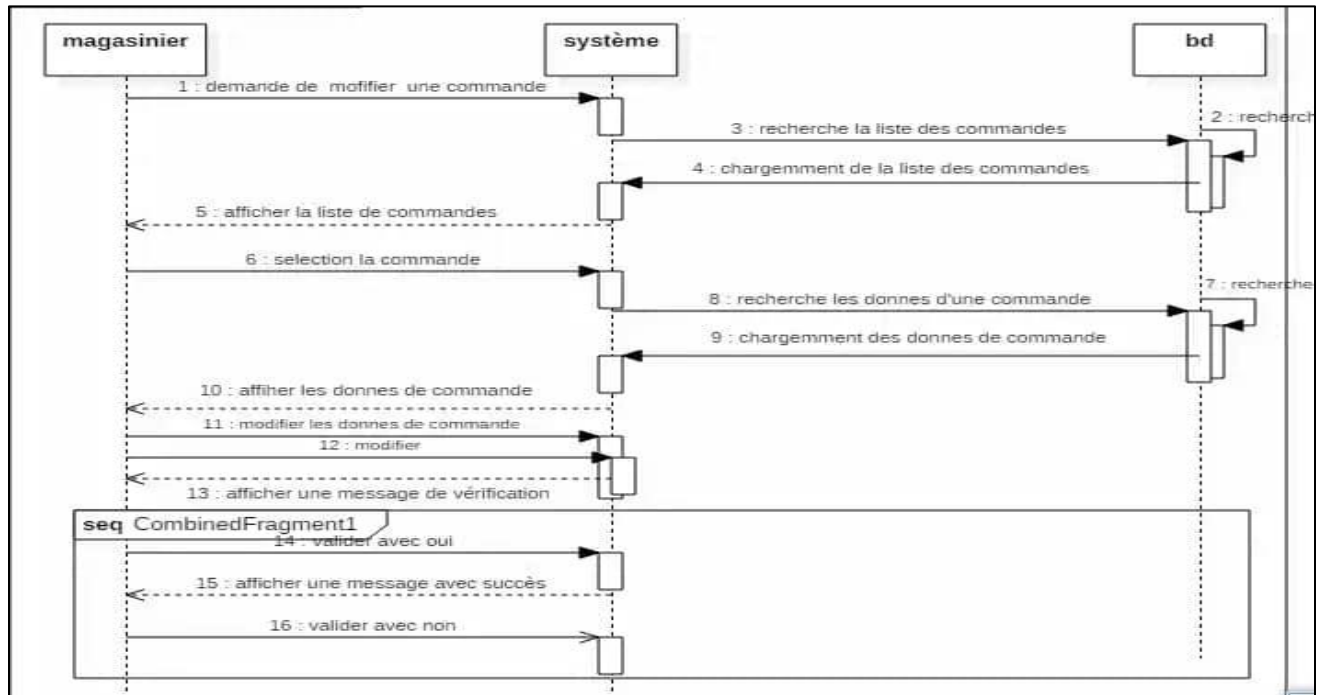 magasinier
système
bd
1 : demande de  mofifier  une commande
2 : recherch
3 : recherche la liste des commandes
4 : chargemment de la liste des commandes
5 : afficher la liste de commandes
6 : selection la commande
7 : recherche
8 : recherche les donnes d'une commande
9 : chargemment des donnes de commande
10 : affiher les donnes de commande
11 : modifier les donnes de commande
12 : modifier
13 : afficher une message de vérification
seq CombinedFragment1
14 : valider avec oui
15 : afficher une message avec succès
16 : valider avec non